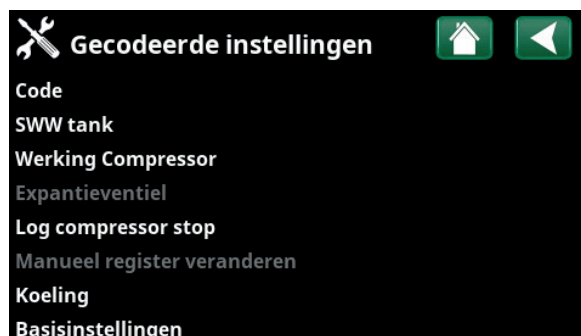 Gecodeerde instellingen
Code
SWW tank
Werking Compressor
Expantieventiel
Log compressor stop
Manueel register veranderen
Koeling
Basisinstellingen